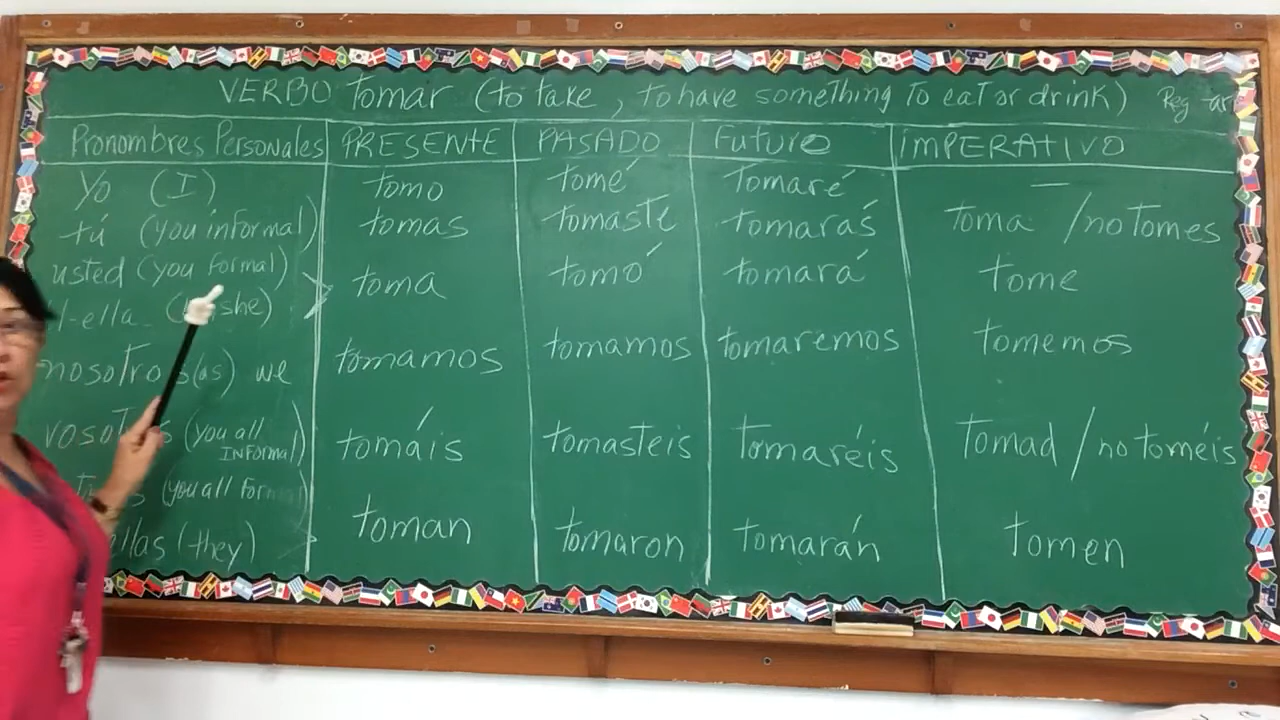 VERBO tomar (to take, to have something to eat or drink) Reg
Pronombres Personales PRESENTE PASADO Futuro IMPERATIVO
Yo (I) tomo tomé Tomaré —
tú (you informal) tomas tomaste tomarás toma / no tomes
usted (you formal) toma tomó tomará tome
ella she)
nosotros(as) we tomamos tomamos tomaremos tomemos
(you all INFormal) tomáis tomasteis Tomaréis Tomad / no toméis
(you all Formal
ellas (they) toman tomaron tomarán tomen